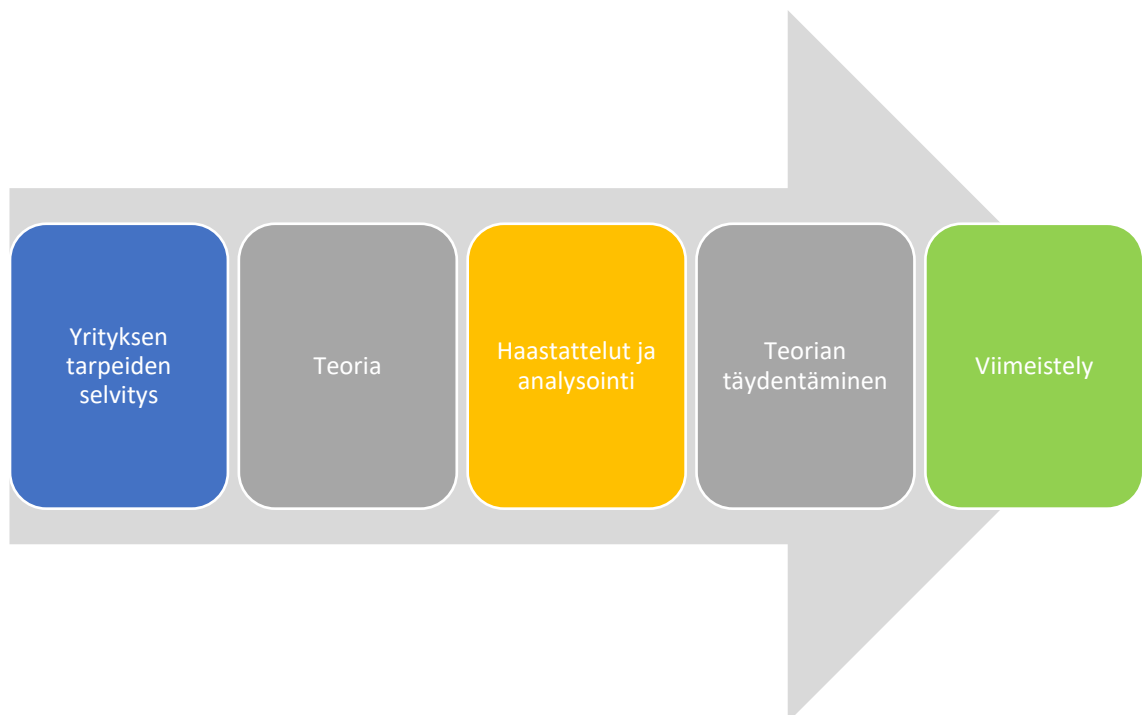 Yrityksen
tarpeiden
selvitys
Teoria
Haastattelut ja
analysointi
Teorian
täydentäminen
Viimeistely